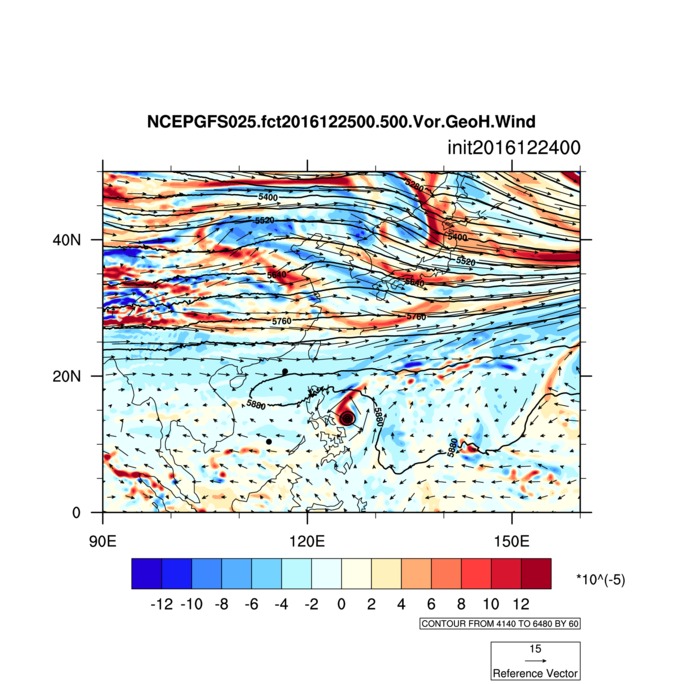 NCEPGFS025.fct2016122500.500.Vor.GeoH.Wind
init2016122400
5280
5400
5520
5400
5520
5640
5640
5760
5760
5880
5880
5880
40N
20N
0
90E 120E 150E
-12 -10 -8 -6 -4 -2 0 2 4 6 8 10 12
*10^(-5)
CONTOUR FROM 4140 TO 6480 BY 60
15
Reference Vector